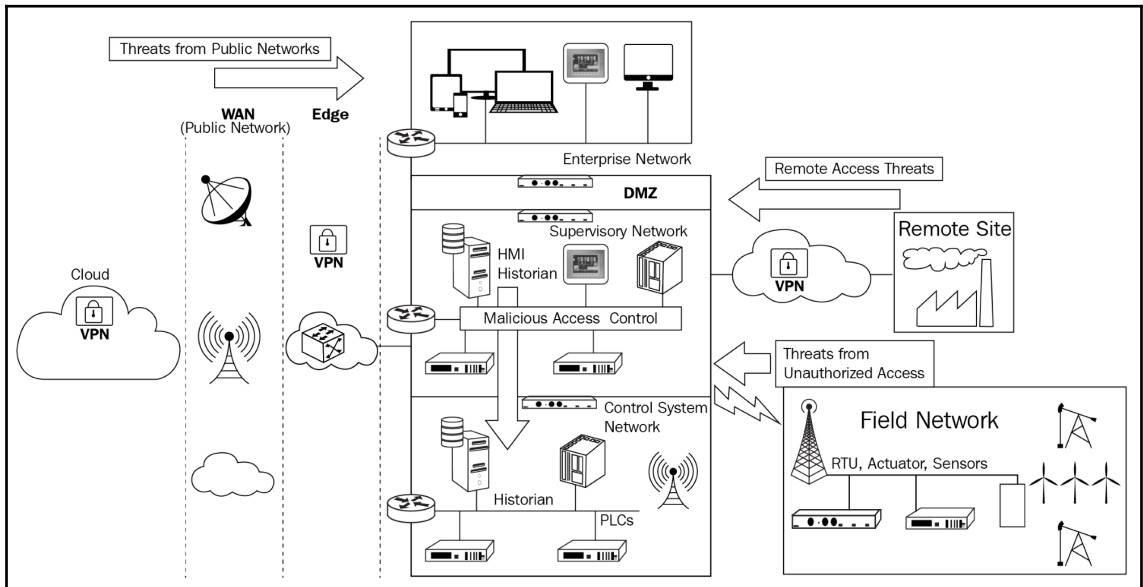 Threats from Public Networks
WAN
(Public Network)
Edge
Enterprise Network
DMZ
Remote Access Threats
Supervisory Network
HMI
Historian
VPN
Remote Site
VPN
Cloud
VPN
Malicious Access Control
Threats from
Unauthorized Access
Control System
Network
Field Network
RTU, Actuator, Sensors
Historian
PLCs